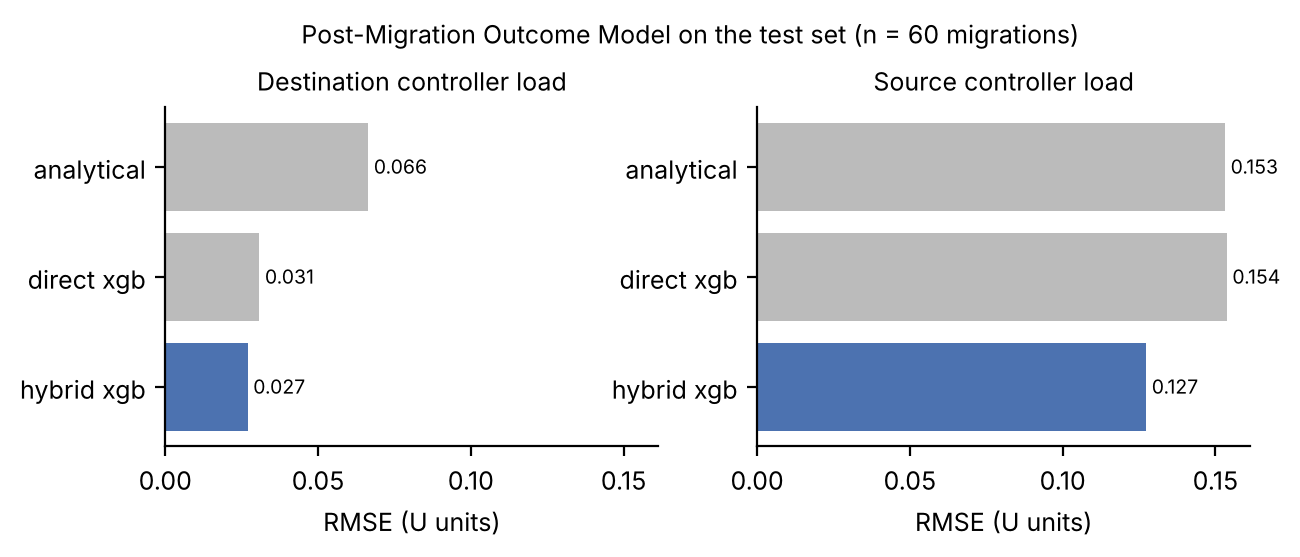 Post-Migration Outcome Model on the test set (n = 60 migrations)
Destination controller load
analytical
0.066
direct xgb
0.031
hybrid xgb
0.027
0.00 0.05 0.10 0.15
RMSE (U units)
Source controller load
analytical
0.153
direct xgb
0.154
hybrid xgb
0.127
0.00 0.05 0.10 0.15
RMSE (U units)